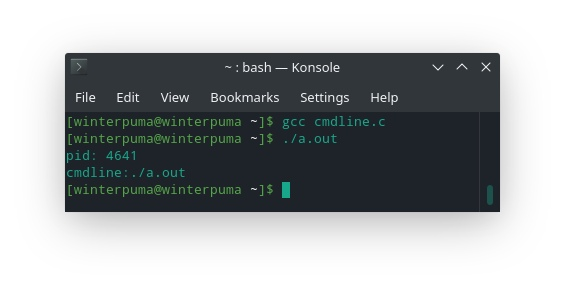 ~ : bash — Konsole
File Edit View Bookmarks Settings Help
[winterpuma@winterpuma ~]$ gcc cmdline.c
[winterpuma@winterpuma ~]$ ./a.out
pid: 4641
cmdline:./a.out
[winterpuma@winterpuma ~]$